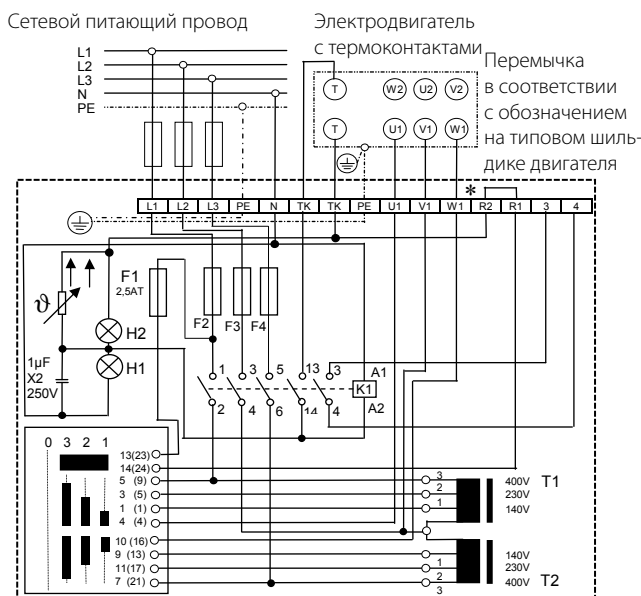 Сетевой питающий провод
Электродвигатель
с термоконтактами
Перемычка
в соответствии
с обозначением
на типовом шиль-
дике двигателя
L1
L2
L3
N
PE
T W2 U2 V2
T U1 V1 W1
*
L1 L2 L3 PE N TK TK PE U1 V1 W1 R2 R1 3 4
F1
2,5AT
ϑ
F2 F3 F4
H2
H1
1µF
X2
250V
1 3 5 13 3
A1
K1
A2
2 4 6 14 4
0 3 2 1
13(23)
14(24)
5 (9)
3 (5)
1 (1)
4 (4)
10 (16)
9 (13)
11(17)
7 (21)
3 400V T1
2 230V
1 140V
140V
1 230V
2 400V T2
3